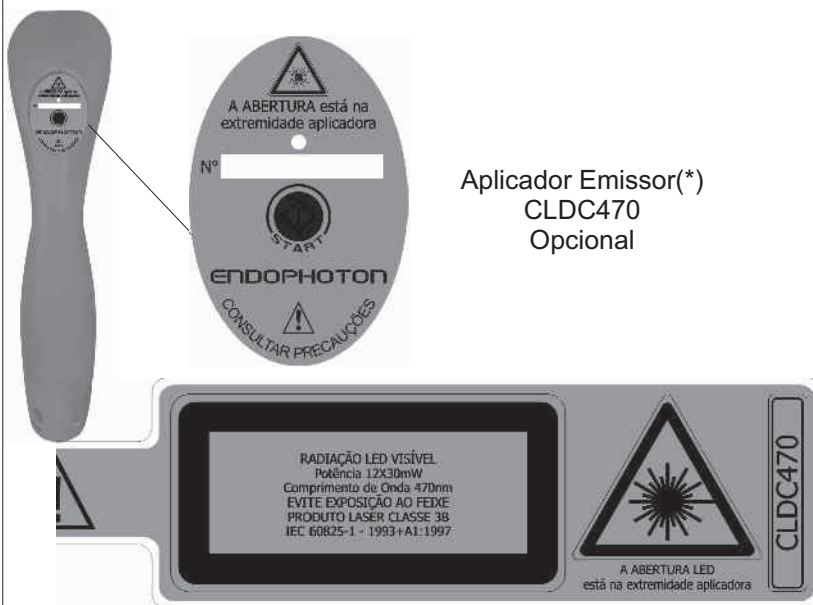 A ABERTURA está na
extremidade aplicadora
Nº
START
ENDOPHOTON
CONSULTAR PRECAUÇÕES
Aplicador Emissor(*)
CLDC470
Opcional
RADIAÇÃO LED VISÍVEL
Potência 12X30mW
Comprimento de Onda 470nm
EVITE EXPOSIÇÃO AO FEIXE
PRODUTO LASER CLASSE 3B
IEC 60825-1 - 1993+A1:1997
A ABERTURA LED
está na extremidade aplicadora
CLDC470